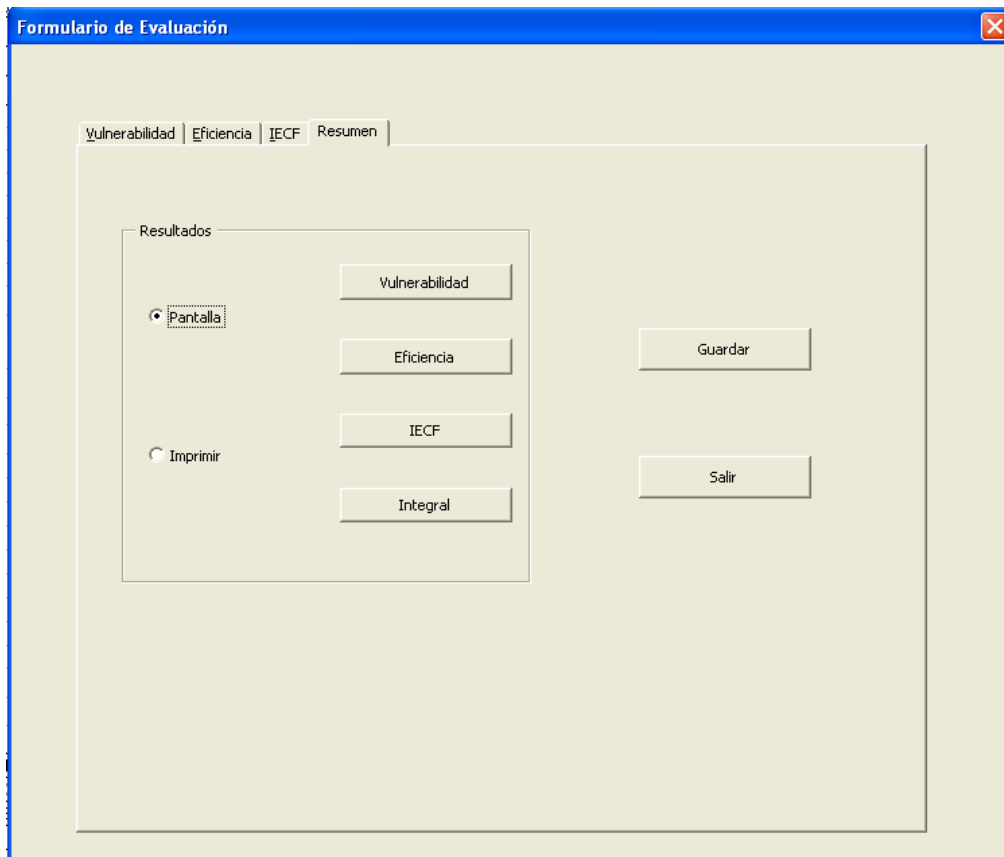 Formulario de Evaluación
Vulnerabilidad
Eficiencia
IECF
Resumen
Resultados
Pantalla
Imprimir
Vulnerabilidad
Eficiencia
IECF
Integral
Guardar
Salir